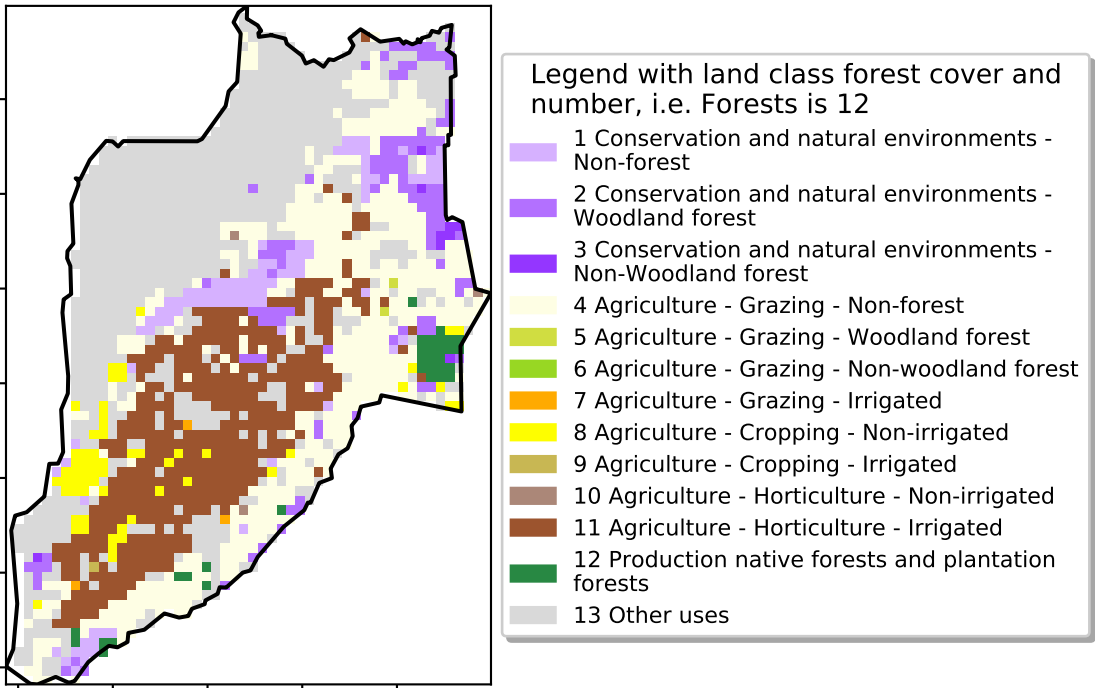 Legend with land class forest cover and
number, i.e. Forests is 12
1 Conservation and natural environments -
Non-forest
2 Conservation and natural environments -
Woodland forest
3 Conservation and natural environments -
Non-Woodland forest
4 Agriculture - Grazing - Non-forest
5 Agriculture - Grazing - Woodland forest
6 Agriculture - Grazing - Non-woodland forest
7 Agriculture - Grazing - Irrigated
8 Agriculture - Cropping - Non-irrigated
9 Agriculture - Cropping - Irrigated
10 Agriculture - Horticulture - Non-irrigated
11 Agriculture - Horticulture - Irrigated
12 Production native forests and plantation
forests
13 Other uses